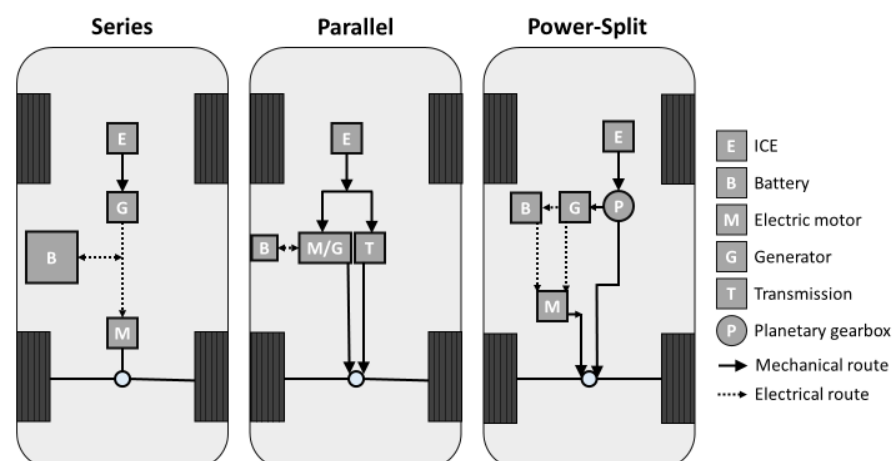 Series
Parallel
Power-Split
E
G
B
M
E
B
M/G
T
E
B
G
P
M
E ICE
B Battery
M Electric motor
G Generator
T Transmission
P Planetary gearbox
Mechanical route
Electrical route